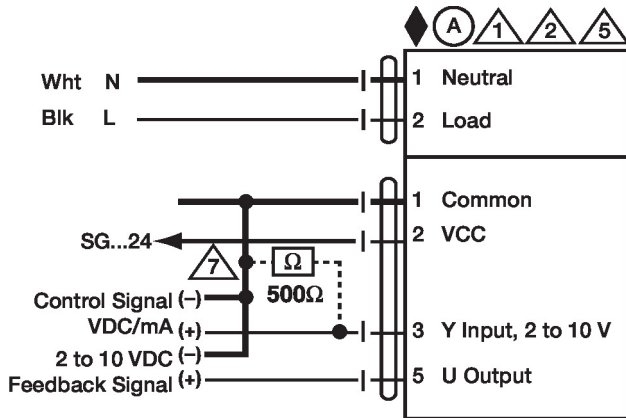 A 1 2 5
Wht N 1 Neutral
Blk L 2 Load
1 Common
SG...24 2 VCC
7 Ω
500Ω
Control Signal (–)
VDC/mA (+) 3 Y Input, 2 to 10 V
2 to 10 VDC (–)
Feedback Signal (+) 5 U Output